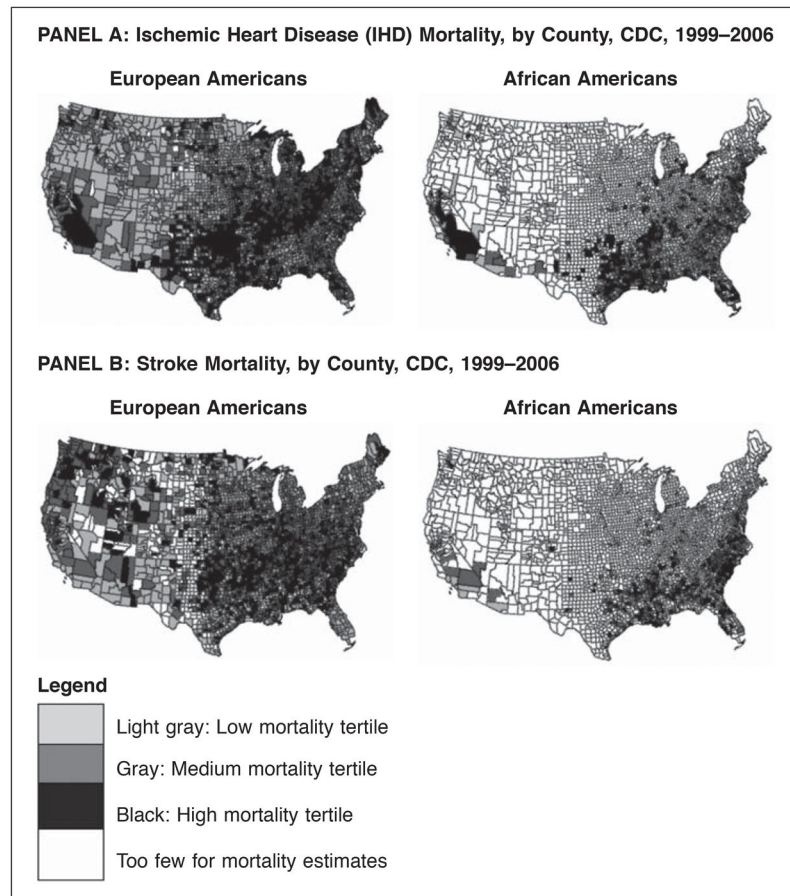 PANEL A: Ischemic Heart Disease (IHD) Mortality, by County, CDC, 1999–2006
European Americans
African Americans
PANEL B: Stroke Mortality, by County, CDC, 1999–2006
European Americans
African Americans
Legend
Light gray: Low mortality tertile
Gray: Medium mortality tertile
Black: High mortality tertile
Too few for mortality estimates